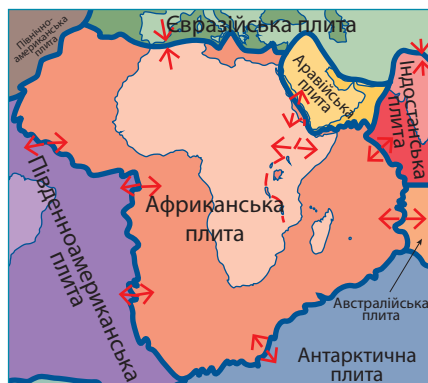 Північно-
американська
плита
Євразійська плита
Аравійська
плита
Індостанська
плита
Південноамериканська
плита
Африканська
плита
Австралійська
плита
Антарктична
плита